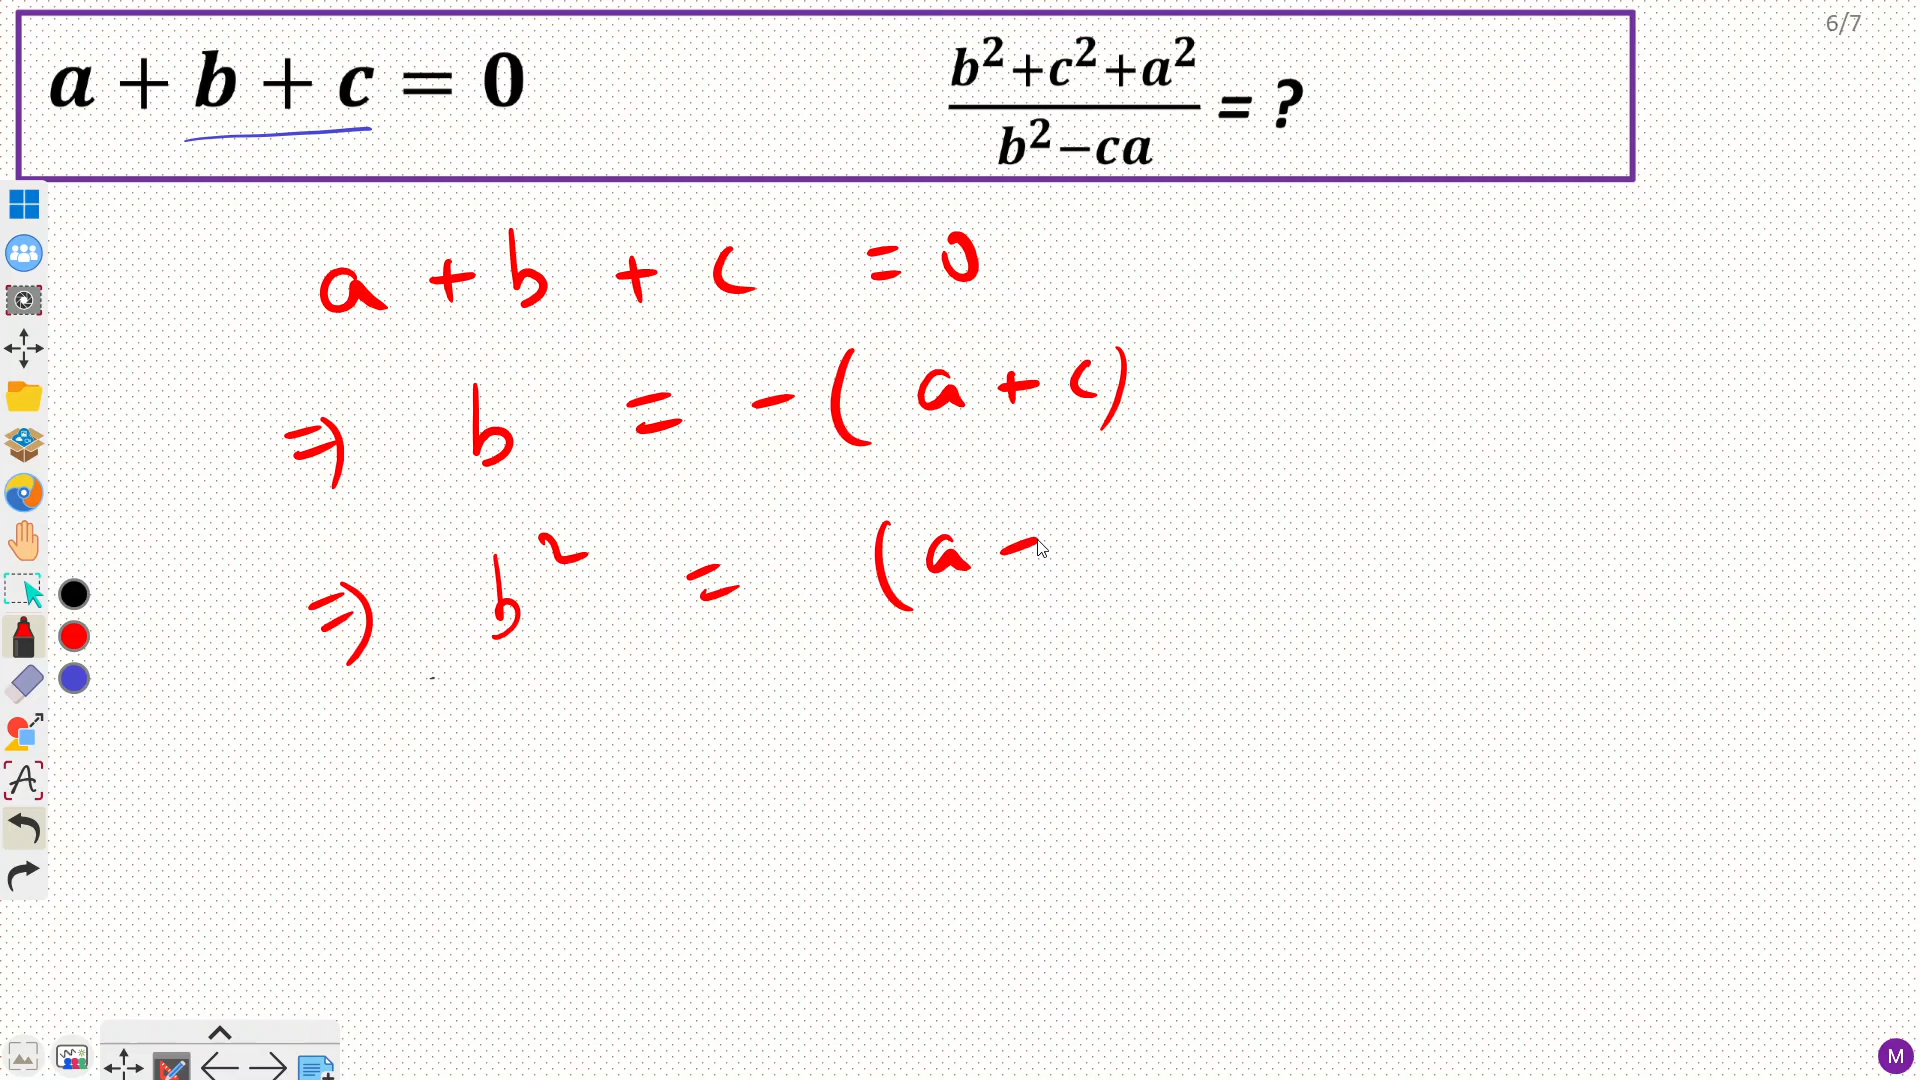 6/7
a + b + c = 0
b²+c²+a²
b²−ca
= ?
a + b + c = 0
⇒ b = - ( a + c )
⇒ b² = ( a -
M